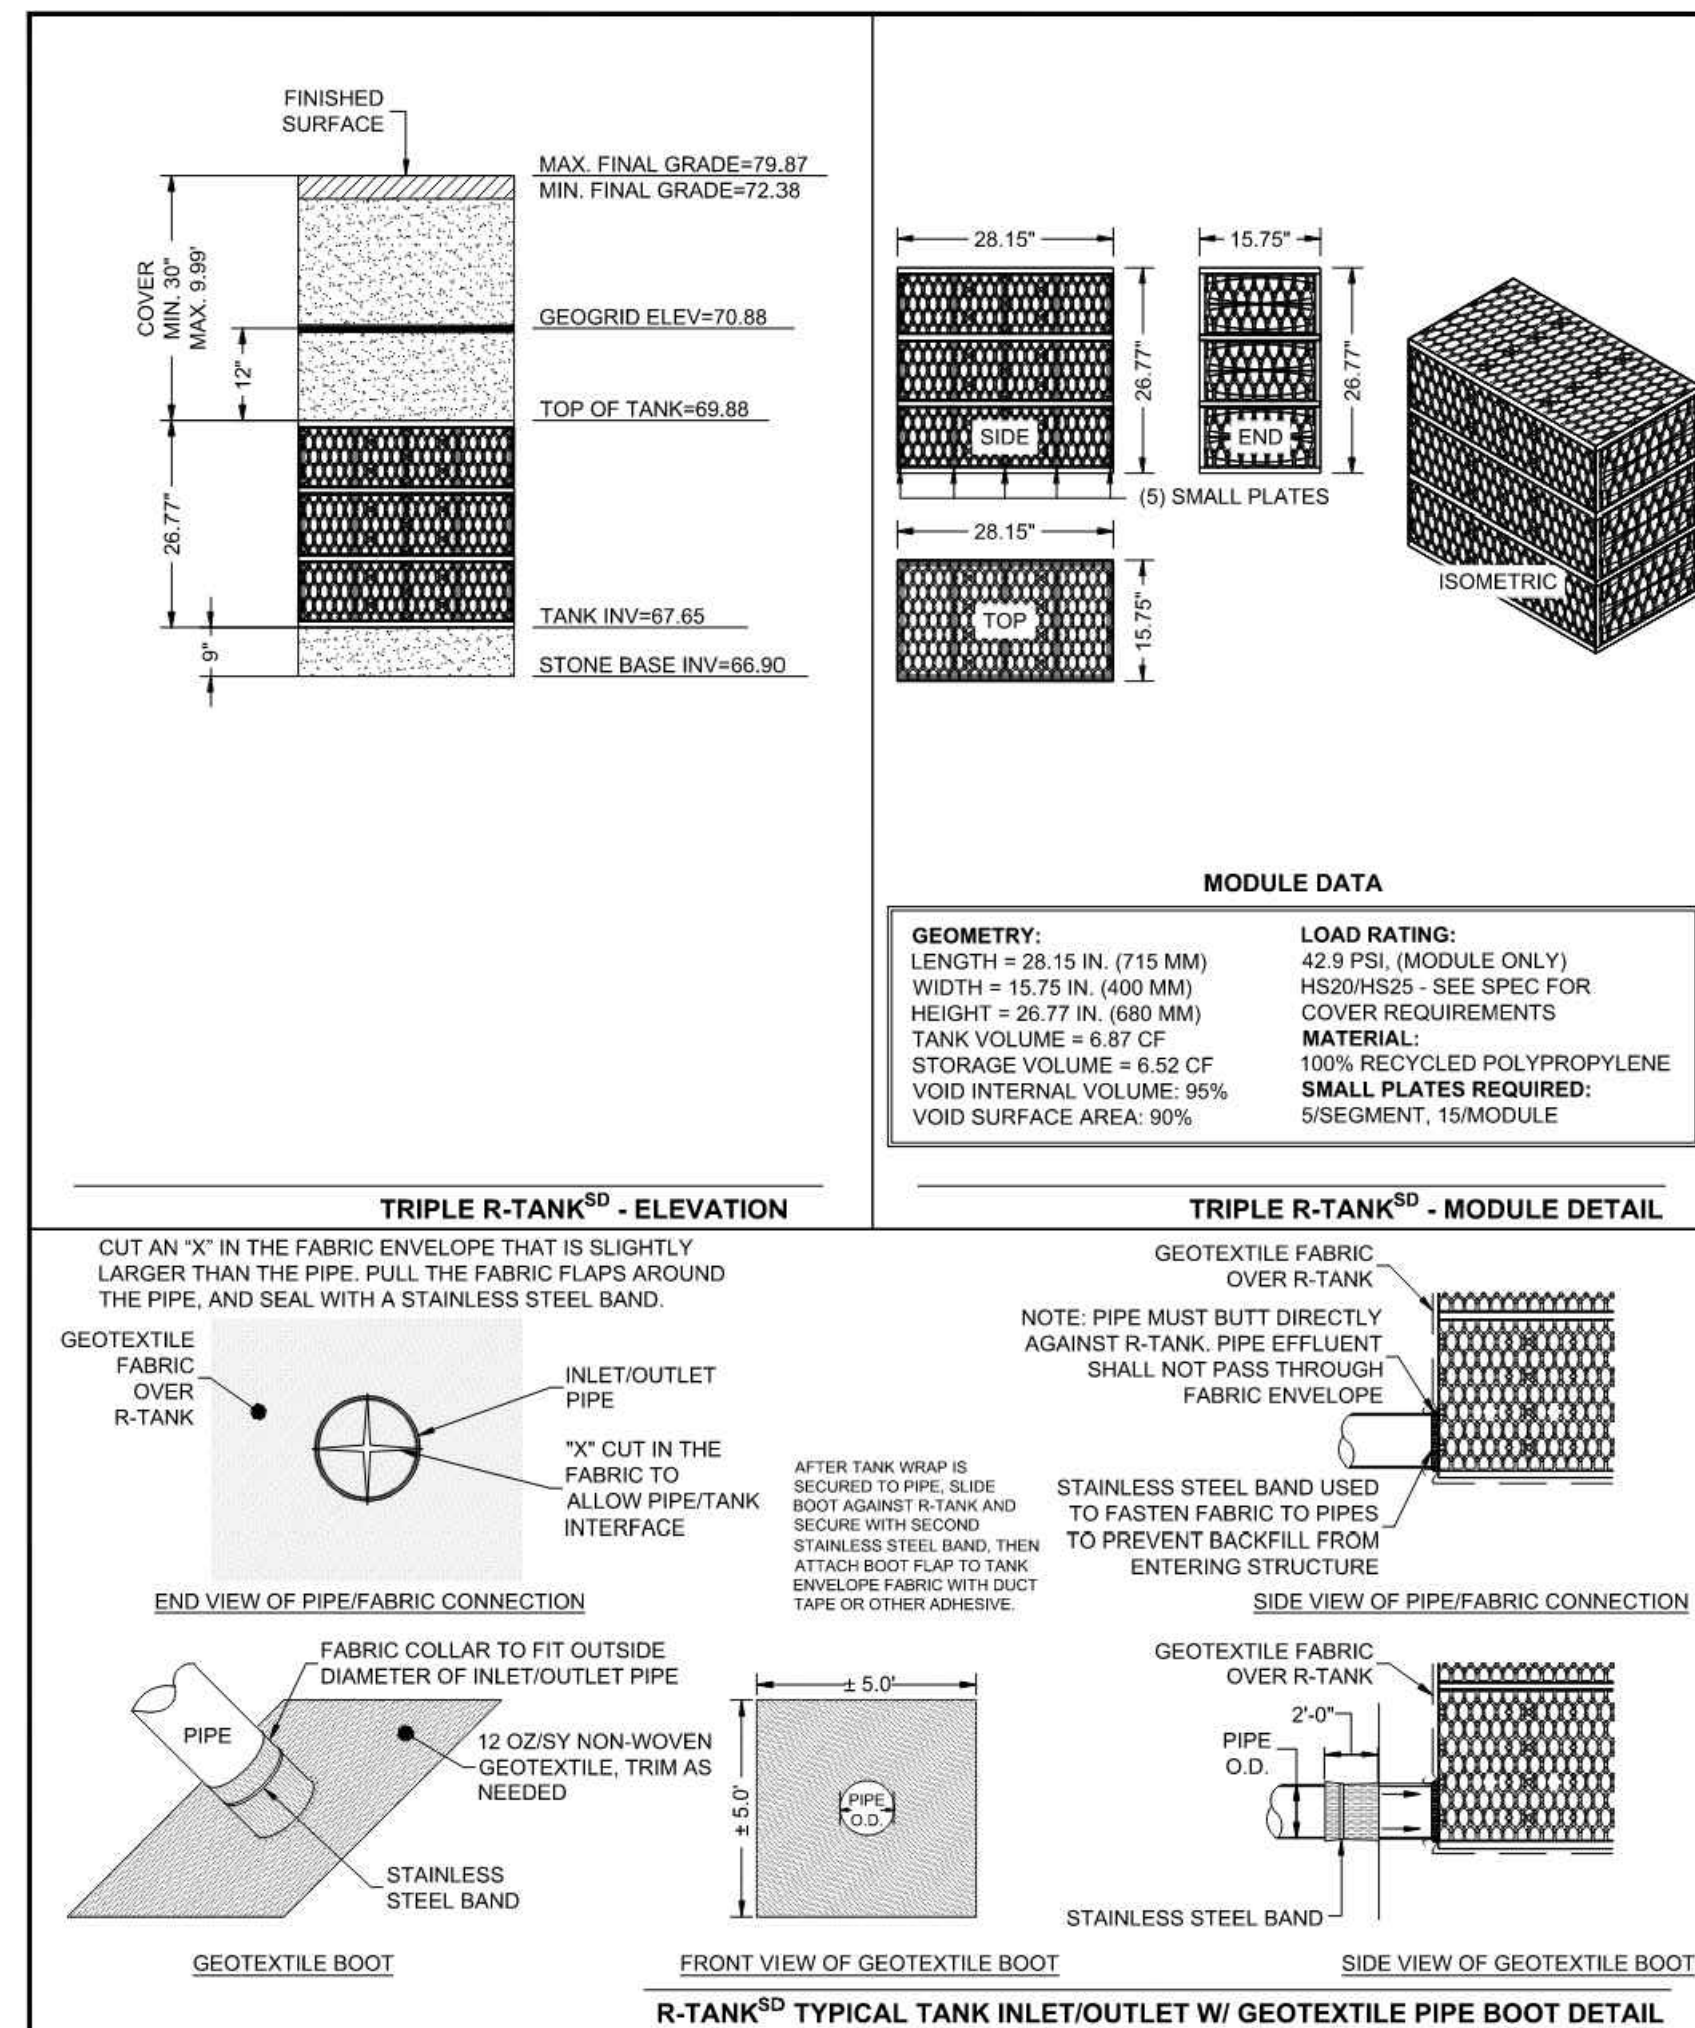 FINISHED
SURFACE
MAX. FINAL GRADE=79.87
MIN. FINAL GRADE=72.38
COVER
MIN. 30"
MAX. 9.99'
GEOGRID ELEV=70.88
12"
TOP OF TANK=69.88
26.77"
TANK INV=67.65
9"
STONE BASE INV=66.90
TRIPLE R-TANKSD - ELEVATION
28.15"
15.75"
26.77"
26.77"
SIDE
END
(5) SMALL PLATES
28.15"
TOP
15.75"
ISOMETRIC
MODULE DATA
GEOMETRY:
LENGTH = 28.15 IN. (715 MM)
WIDTH = 15.75 IN. (400 MM)
HEIGHT = 26.77 IN. (680 MM)
TANK VOLUME = 6.87 CF
STORAGE VOLUME = 6.52 CF
VOID INTERNAL VOLUME: 95%
VOID SURFACE AREA: 90%
LOAD RATING:
42.9 PSI, (MODULE ONLY)
HS20/HS25 - SEE SPEC FOR
COVER REQUIREMENTS
MATERIAL:
100% RECYCLED POLYPROPYLENE
SMALL PLATES REQUIRED:
5/SEGMENT, 15/MODULE
TRIPLE R-TANKSD - MODULE DETAIL
CUT AN "X" IN THE FABRIC ENVELOPE THAT IS SLIGHTLY
LARGER THAN THE PIPE. PULL THE FABRIC FLAPS AROUND
THE PIPE, AND SEAL WITH A STAINLESS STEEL BAND.
GEOTEXTILE
FABRIC
OVER
R-TANK
INLET/OUTLET
PIPE
"X" CUT IN THE
FABRIC TO
ALLOW PIPE/TANK
INTERFACE
END VIEW OF PIPE/FABRIC CONNECTION
AFTER TANK WRAP IS
SECURED TO PIPE, SLIDE
BOOT AGAINST R-TANK AND
SECURE WITH SECOND
STAINLESS STEEL BAND, THEN
ATTACH BOOT FLAP TO TANK
ENVELOPE FABRIC WITH DUCT
TAPE OR OTHER ADHESIVE.
GEOTEXTILE FABRIC
OVER R-TANK
NOTE: PIPE MUST BUTT DIRECTLY
AGAINST R-TANK. PIPE EFFLUENT
SHALL NOT PASS THROUGH
FABRIC ENVELOPE
STAINLESS STEEL BAND USED
TO FASTEN FABRIC TO PIPES
TO PREVENT BACKFILL FROM
ENTERING STRUCTURE
SIDE VIEW OF PIPE/FABRIC CONNECTION
FABRIC COLLAR TO FIT OUTSIDE
DIAMETER OF INLET/OUTLET PIPE
PIPE
12 OZ/SY NON-WOVEN
GEOTEXTILE, TRIM AS
NEEDED
STAINLESS
STEEL BAND
GEOTEXTILE BOOT
± 5.0'
± 5.0'
PIPE
O.D.
FRONT VIEW OF GEOTEXTILE BOOT
GEOTEXTILE FABRIC
OVER R-TANK
2'-0"
PIPE
O.D.
STAINLESS STEEL BAND
SIDE VIEW OF GEOTEXTILE BOOT
R-TANKSD TYPICAL TANK INLET/OUTLET W/ GEOTEXTILE PIPE BOOT DETAIL